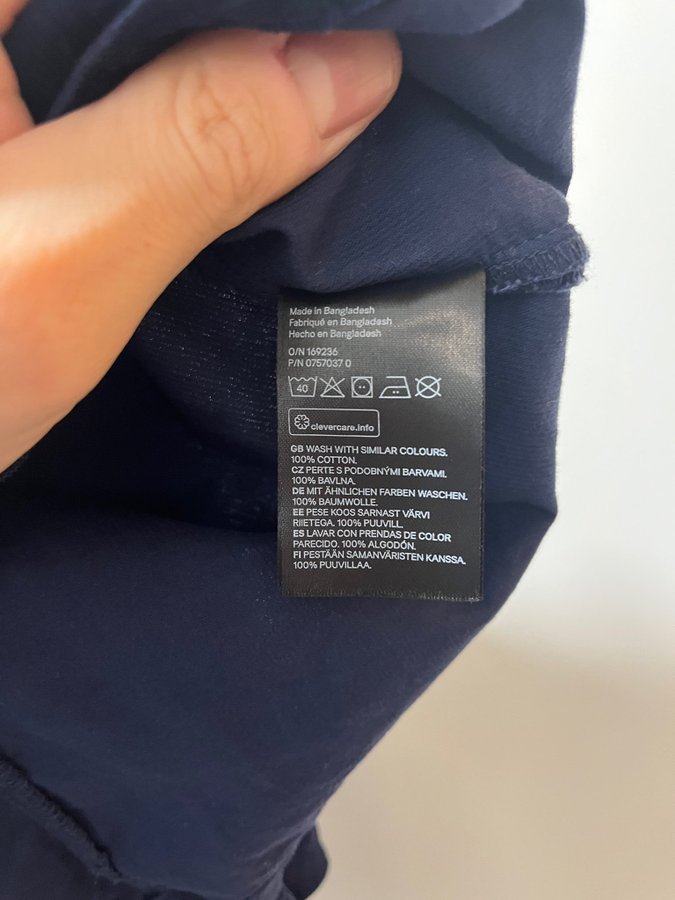 Made in Bangladesh
Fabriqué en Bangladesh
Hecho en Bangladesh
O/N 169236
P/N 0757037 0
40
clevercare.info
GB WASH WITH SIMILAR COLOURS.
100% COTTON.
CZ PERTE S PODOBNÝMI BARVAMI.
100% BAVLNA.
DE MIT ÄHNLICHEN FARBEN WASCHEN.
100% BAUMWOLLE.
EE PESE KOOS SARNAST VÄRVI
RIIETEGA. 100% PUUVILL.
ES LAVAR CON PRENDAS DE COLOR
PARECIDO. 100% ALGODÓN.
FI PESTÄÄN SAMANVÄRISTEN KANSSA.
100% PUUVILLAA.